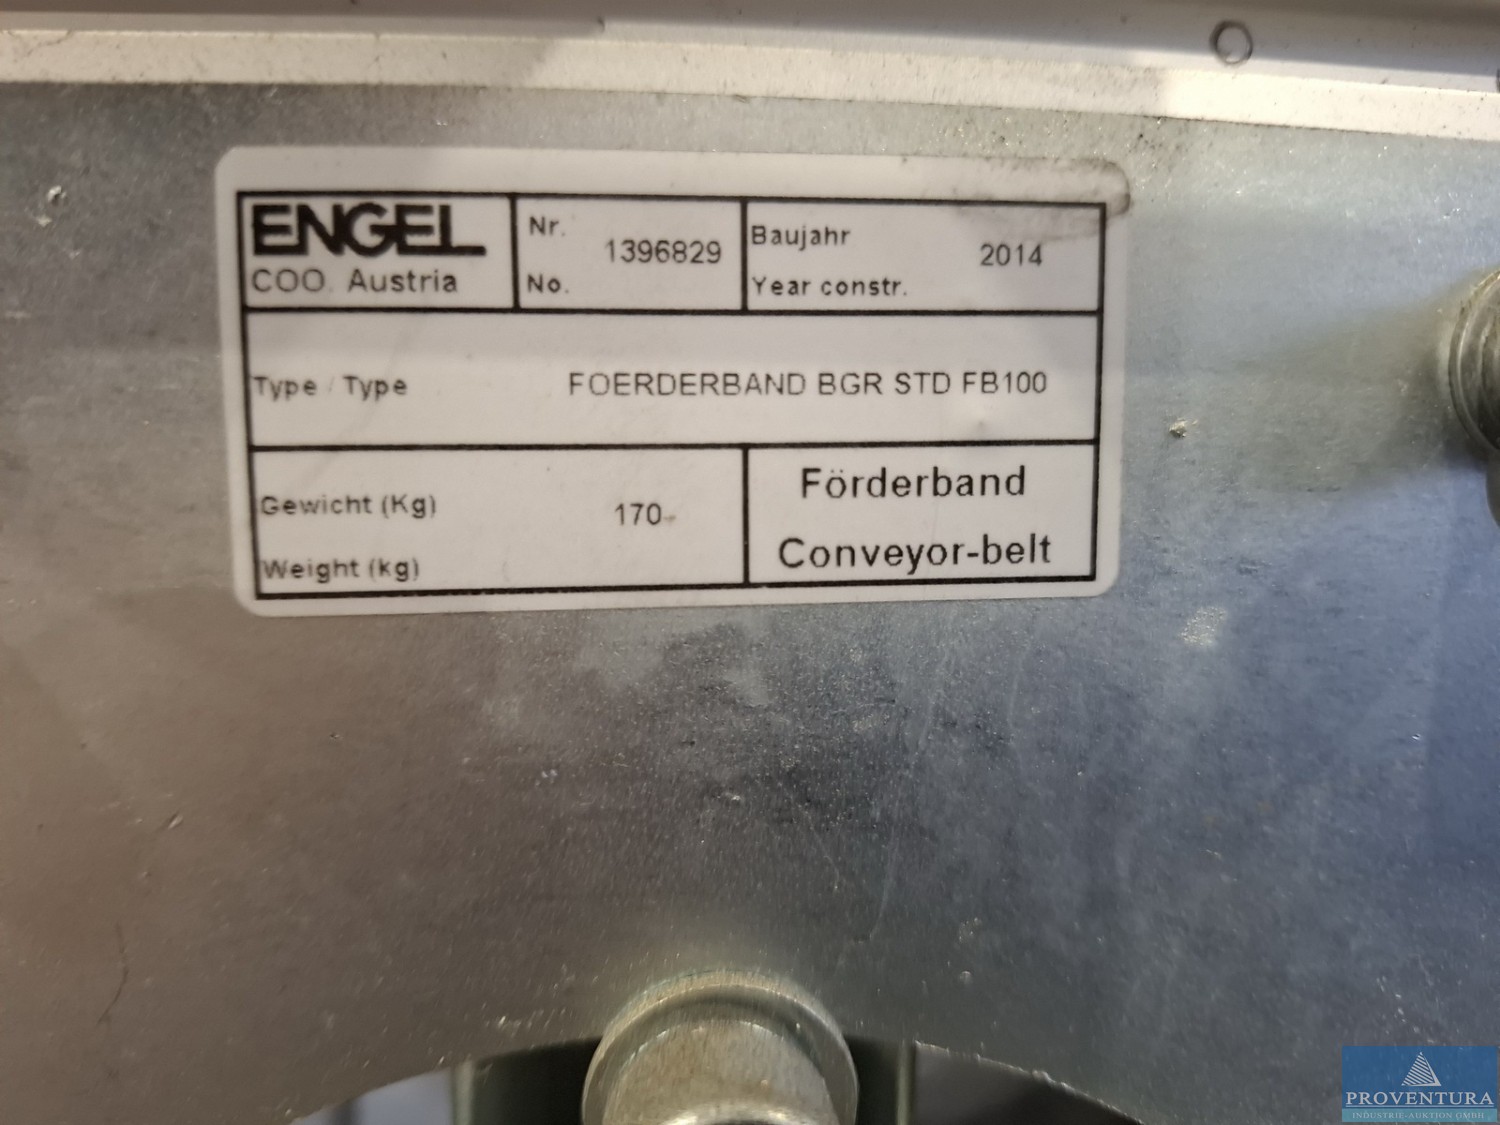 ENGEL
COO. Austria
Nr.
No.
1396829
Baujahr
Year constr.
2014
Type / Type
FOERDERBAND BGR STD FB100
Gewicht (Kg)
Weight (kg)
170
Förderband
Conveyor-belt
PROVENTURA
INDUSTRIE-AUKTION GMBH